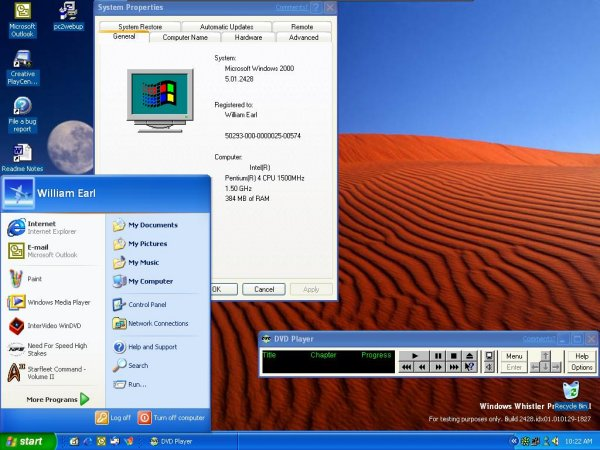 Microsoft Outlook
pc2webup
Creative PlayCen...
File a bug report
Readme Notes
System Properties
Comments!
System Restore
Automatic Updates
Remote
General
Computer Name
Hardware
Advanced
System:
Microsoft Windows 2000
5.01.2428
Registered to:
William Earl
50293-000-0000025-00574
Computer:
Intel(R)
Pentium(R) 4 CPU 1500MHz
1.50 GHz
384 MB of RAM
OK
Cancel
Apply
William Earl
Internet
Internet Explorer
E-mail
Microsoft Outlook
Paint
Windows Media Player
InterVideo WinDVD
Need For Speed High Stakes
Starfleet Command - Volume II
More Programs
My Documents
My Pictures
My Music
My Computer
Control Panel
Network Connections
Help and Support
Search
Run...
Log off
Turn off computer
DVD Player
Comments!
Title
Chapter
Progress
Menu
Enter
Help
Options
Recycle Bin
Windows Whistler
For testing purposes only. Build 2428.idx01.010129-1827
start
DVD Player
10:22 AM